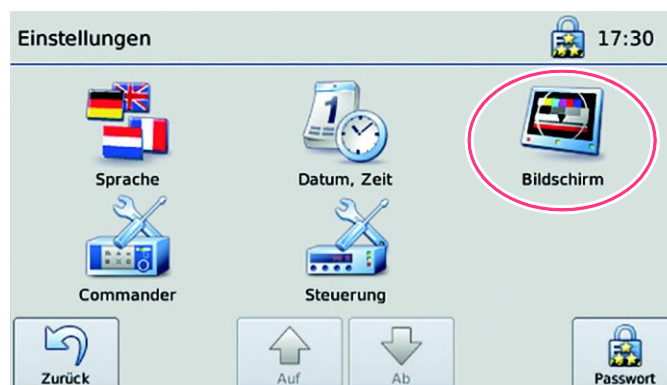 Einstellungen 17:30
Sprache Datum, Zeit Bildschirm
Commander Steuerung
Zurück Auf Ab Passwort